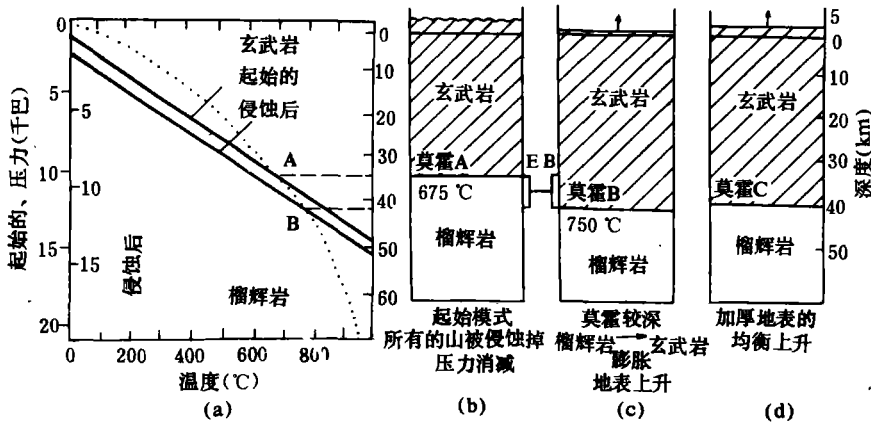 0
5
10
15
20
5
10
15
起始的、压力(千巴)
侵蚀后
玄武岩
起始的
侵蚀后
A
B
榴辉岩
0
10
20
30
40
50
60
0
200
400
600
800
温度(℃)
(a)
玄武岩
莫霍A
675 ℃
榴辉岩
E B
起始模式
所有的山被侵蚀掉
压力消减
(b)
玄武岩
莫霍B
750 ℃
榴辉岩
莫霍较深
榴辉岩→玄武岩
膨胀
地表上升
(c)
玄武岩
莫霍C
榴辉岩
加厚地表的
均衡上升
(d)
5
0
10
20
30
40
50
深度(km)